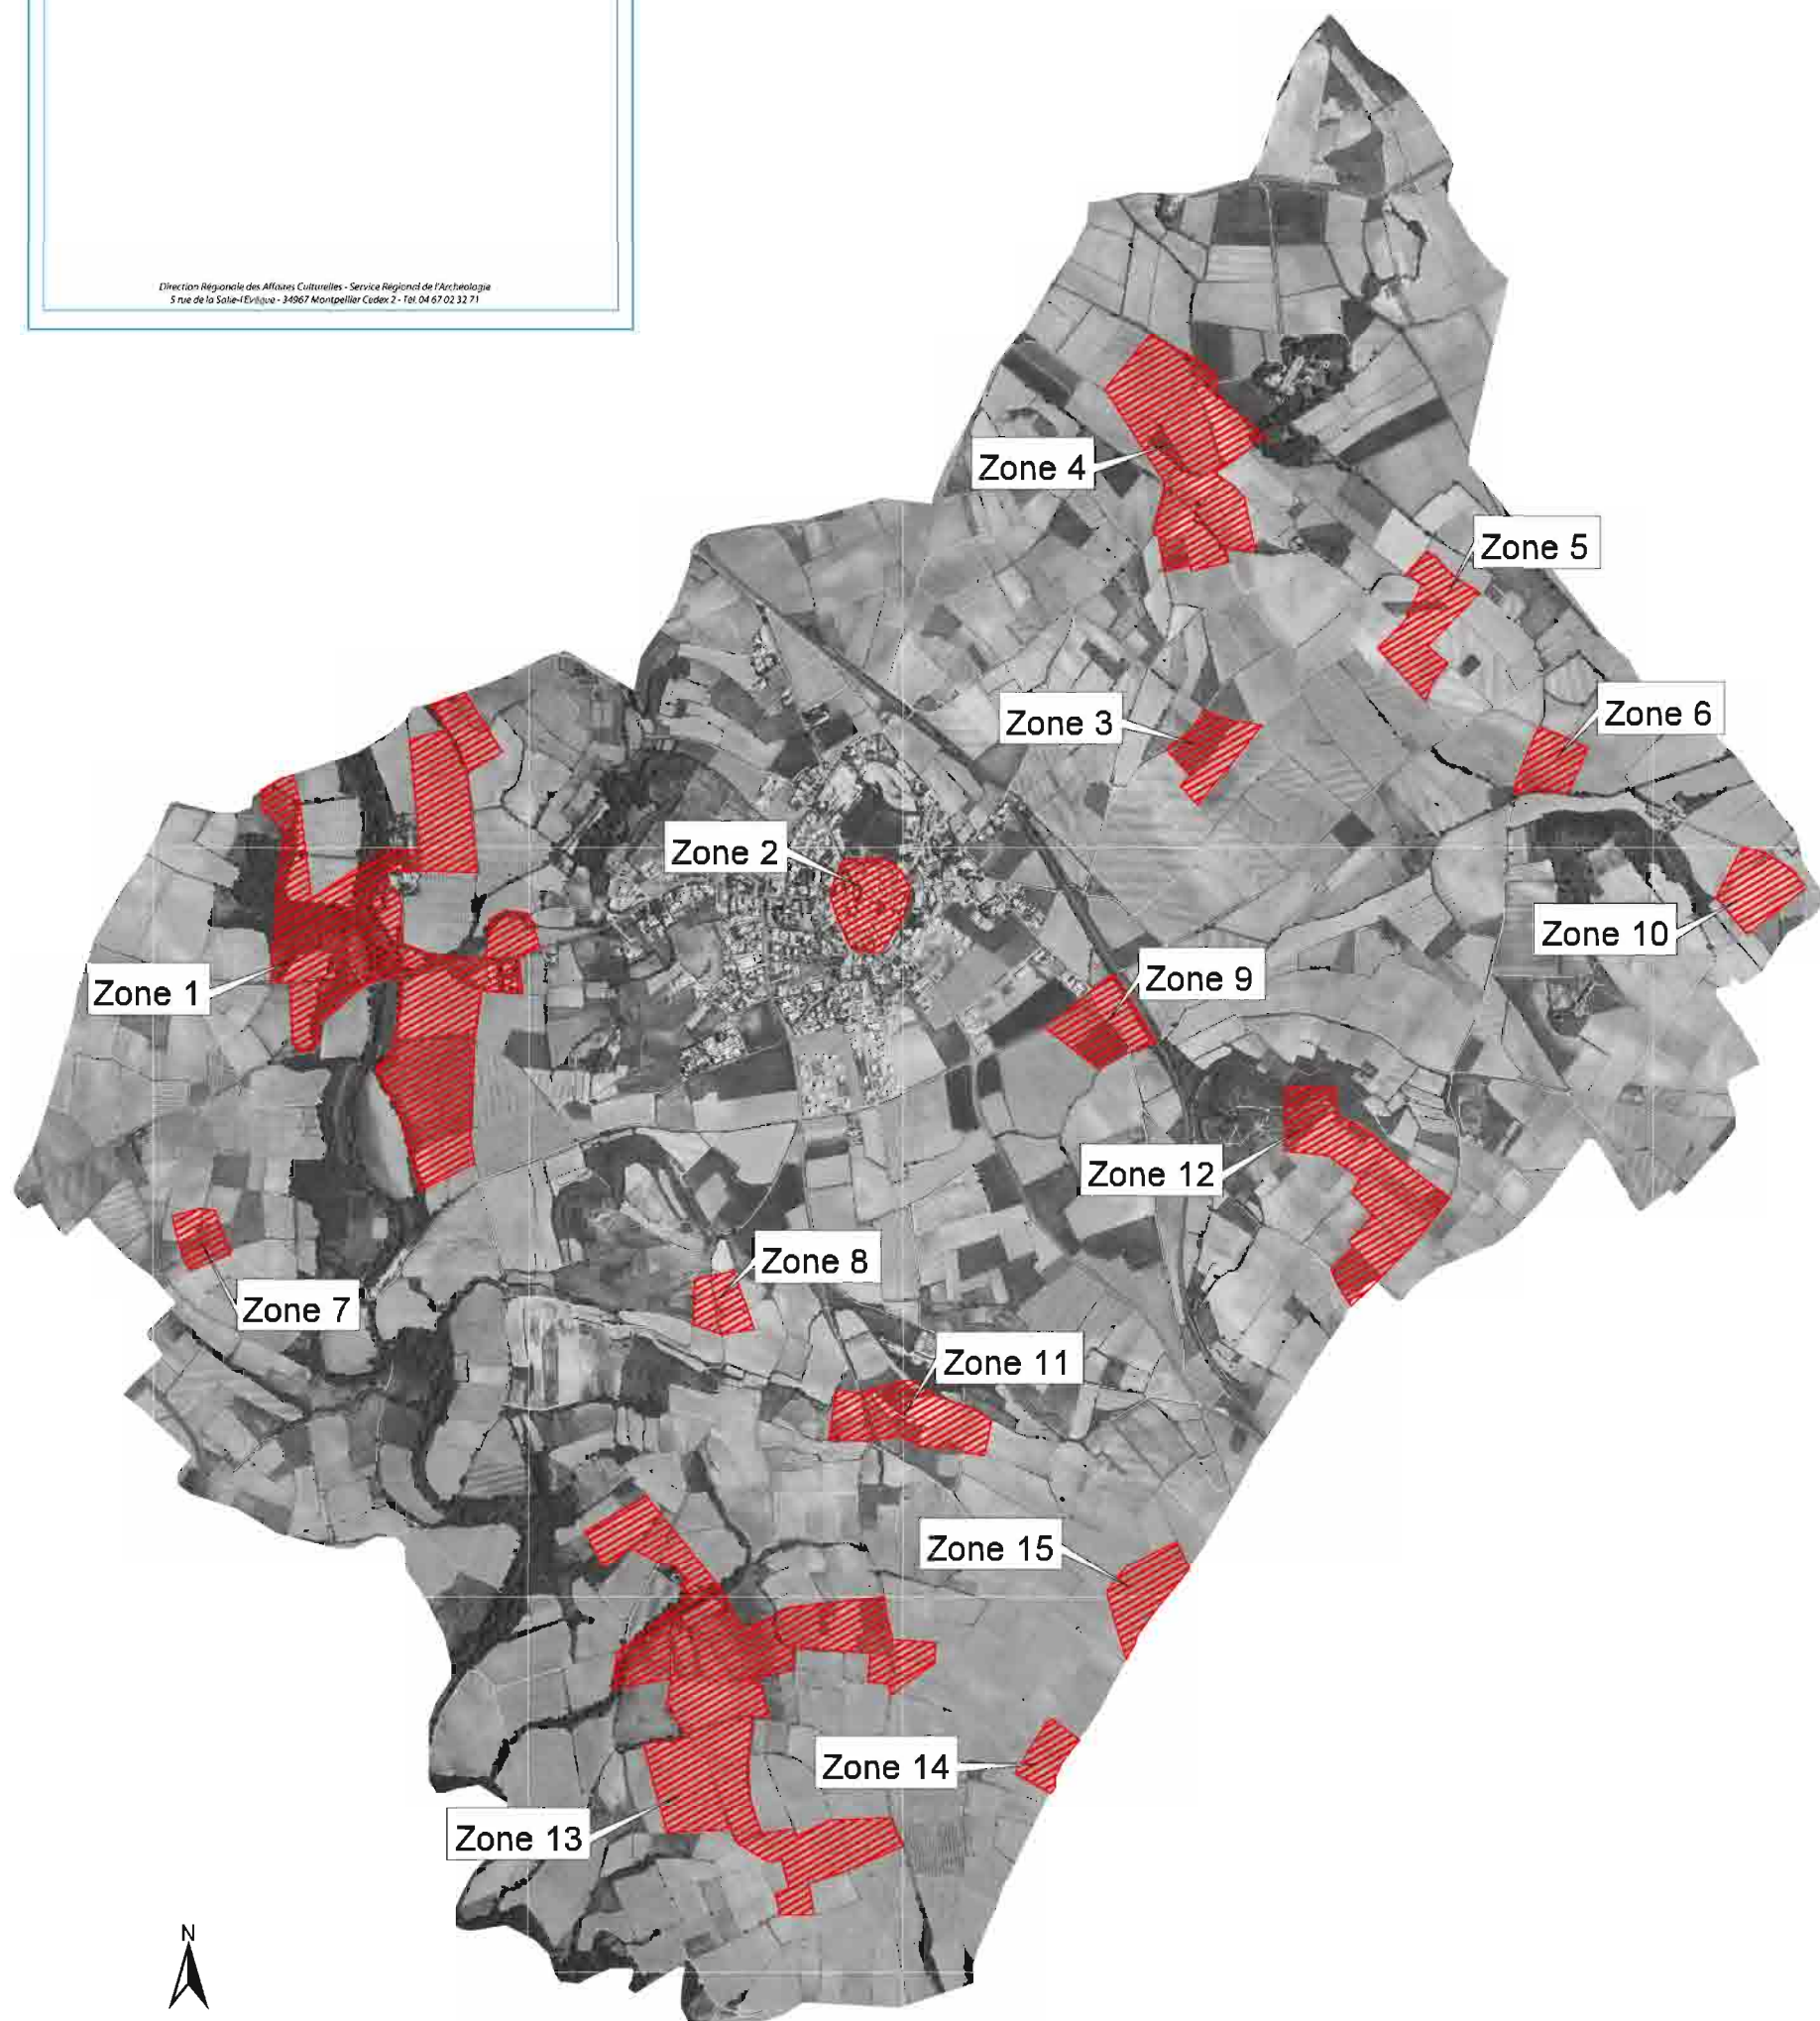 Direction Régionale des Affaires Culturelles - Service Régional de l'Archéologie
5 rue de la Salle-l'Evêque - 34967 Montpellier Cedex 2 - Tél. 04 67 02 32 71
Zone 4
Zone 5
Zone 3
Zone 6
Zone 2
Zone 10
Zone 1
Zone 9
Zone 12
Zone 8
Zone 7
Zone 11
Zone 15
Zone 14
Zone 13
N